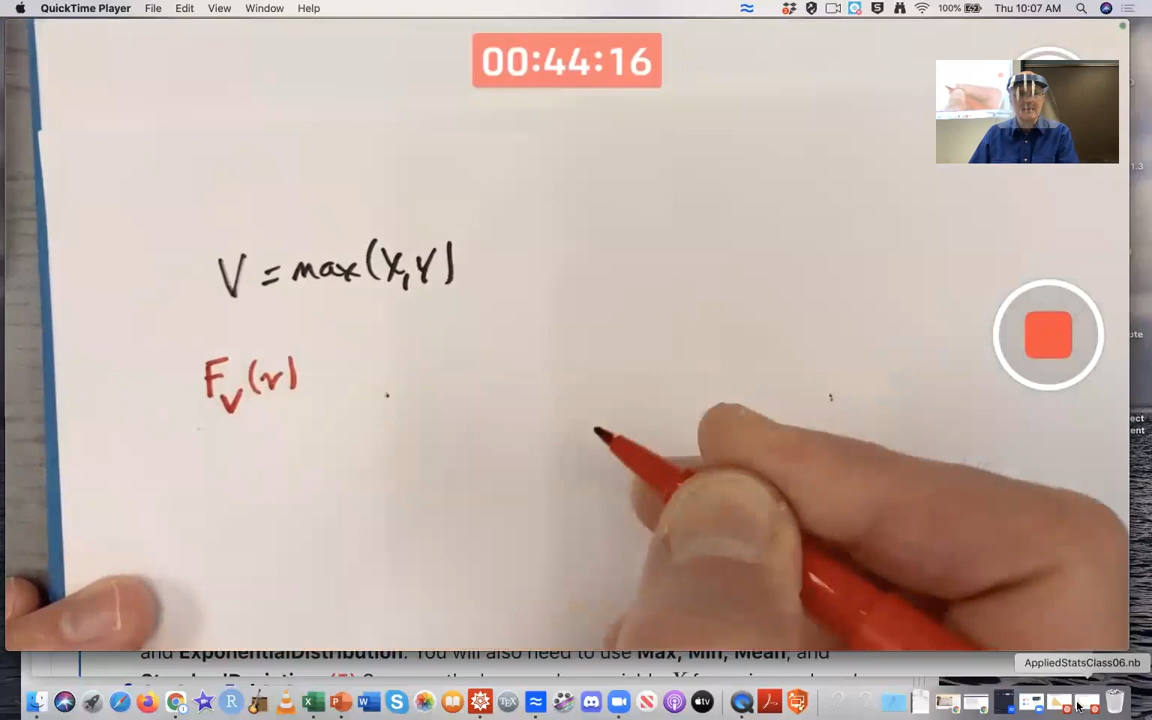 QuickTime Player File Edit View Window Help 100% Thu 10:07 AM
00:44:16
V = max(X,Y)
F_V(v)
and ExponentialDistribution. You will also need to use Max, Min, Mean, and
AppliedStatsClass06.nb